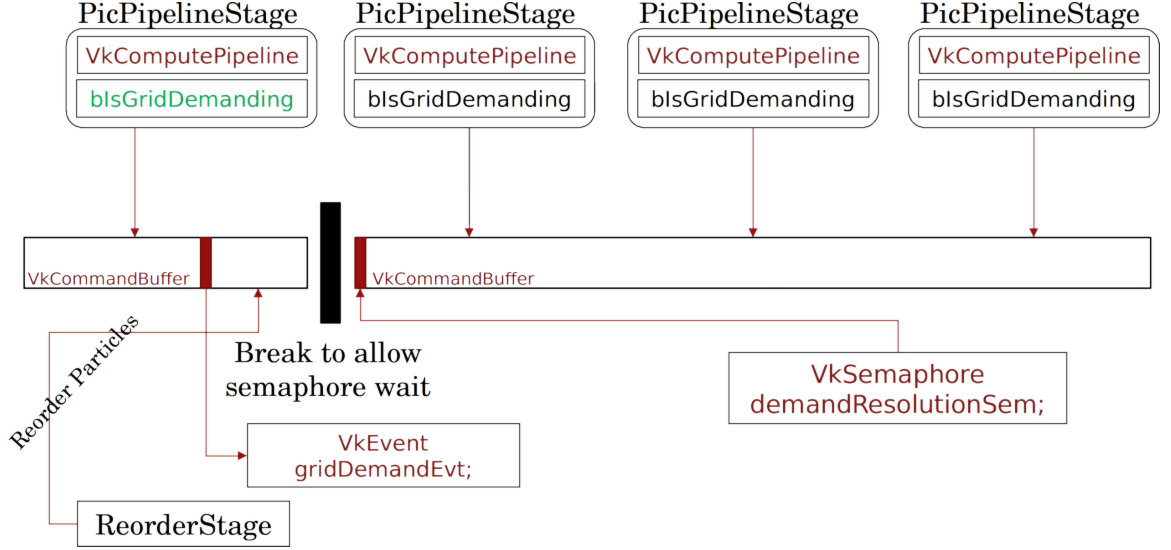 PicPipelineStage
PicPipelineStage
PicPipelineStage
PicPipelineStage
VkComputePipeline
VkComputePipeline
VkComputePipeline
VkComputePipeline
bIsGridDemanding
bIsGridDemanding
bIsGridDemanding
bIsGridDemanding
VkCommandBuffer
VkCommandBuffer
Reorder Particles
Break to allow
semaphore wait
VkSemaphore
demandResolutionSem;
VkEvent
gridDemandEvt;
ReorderStage